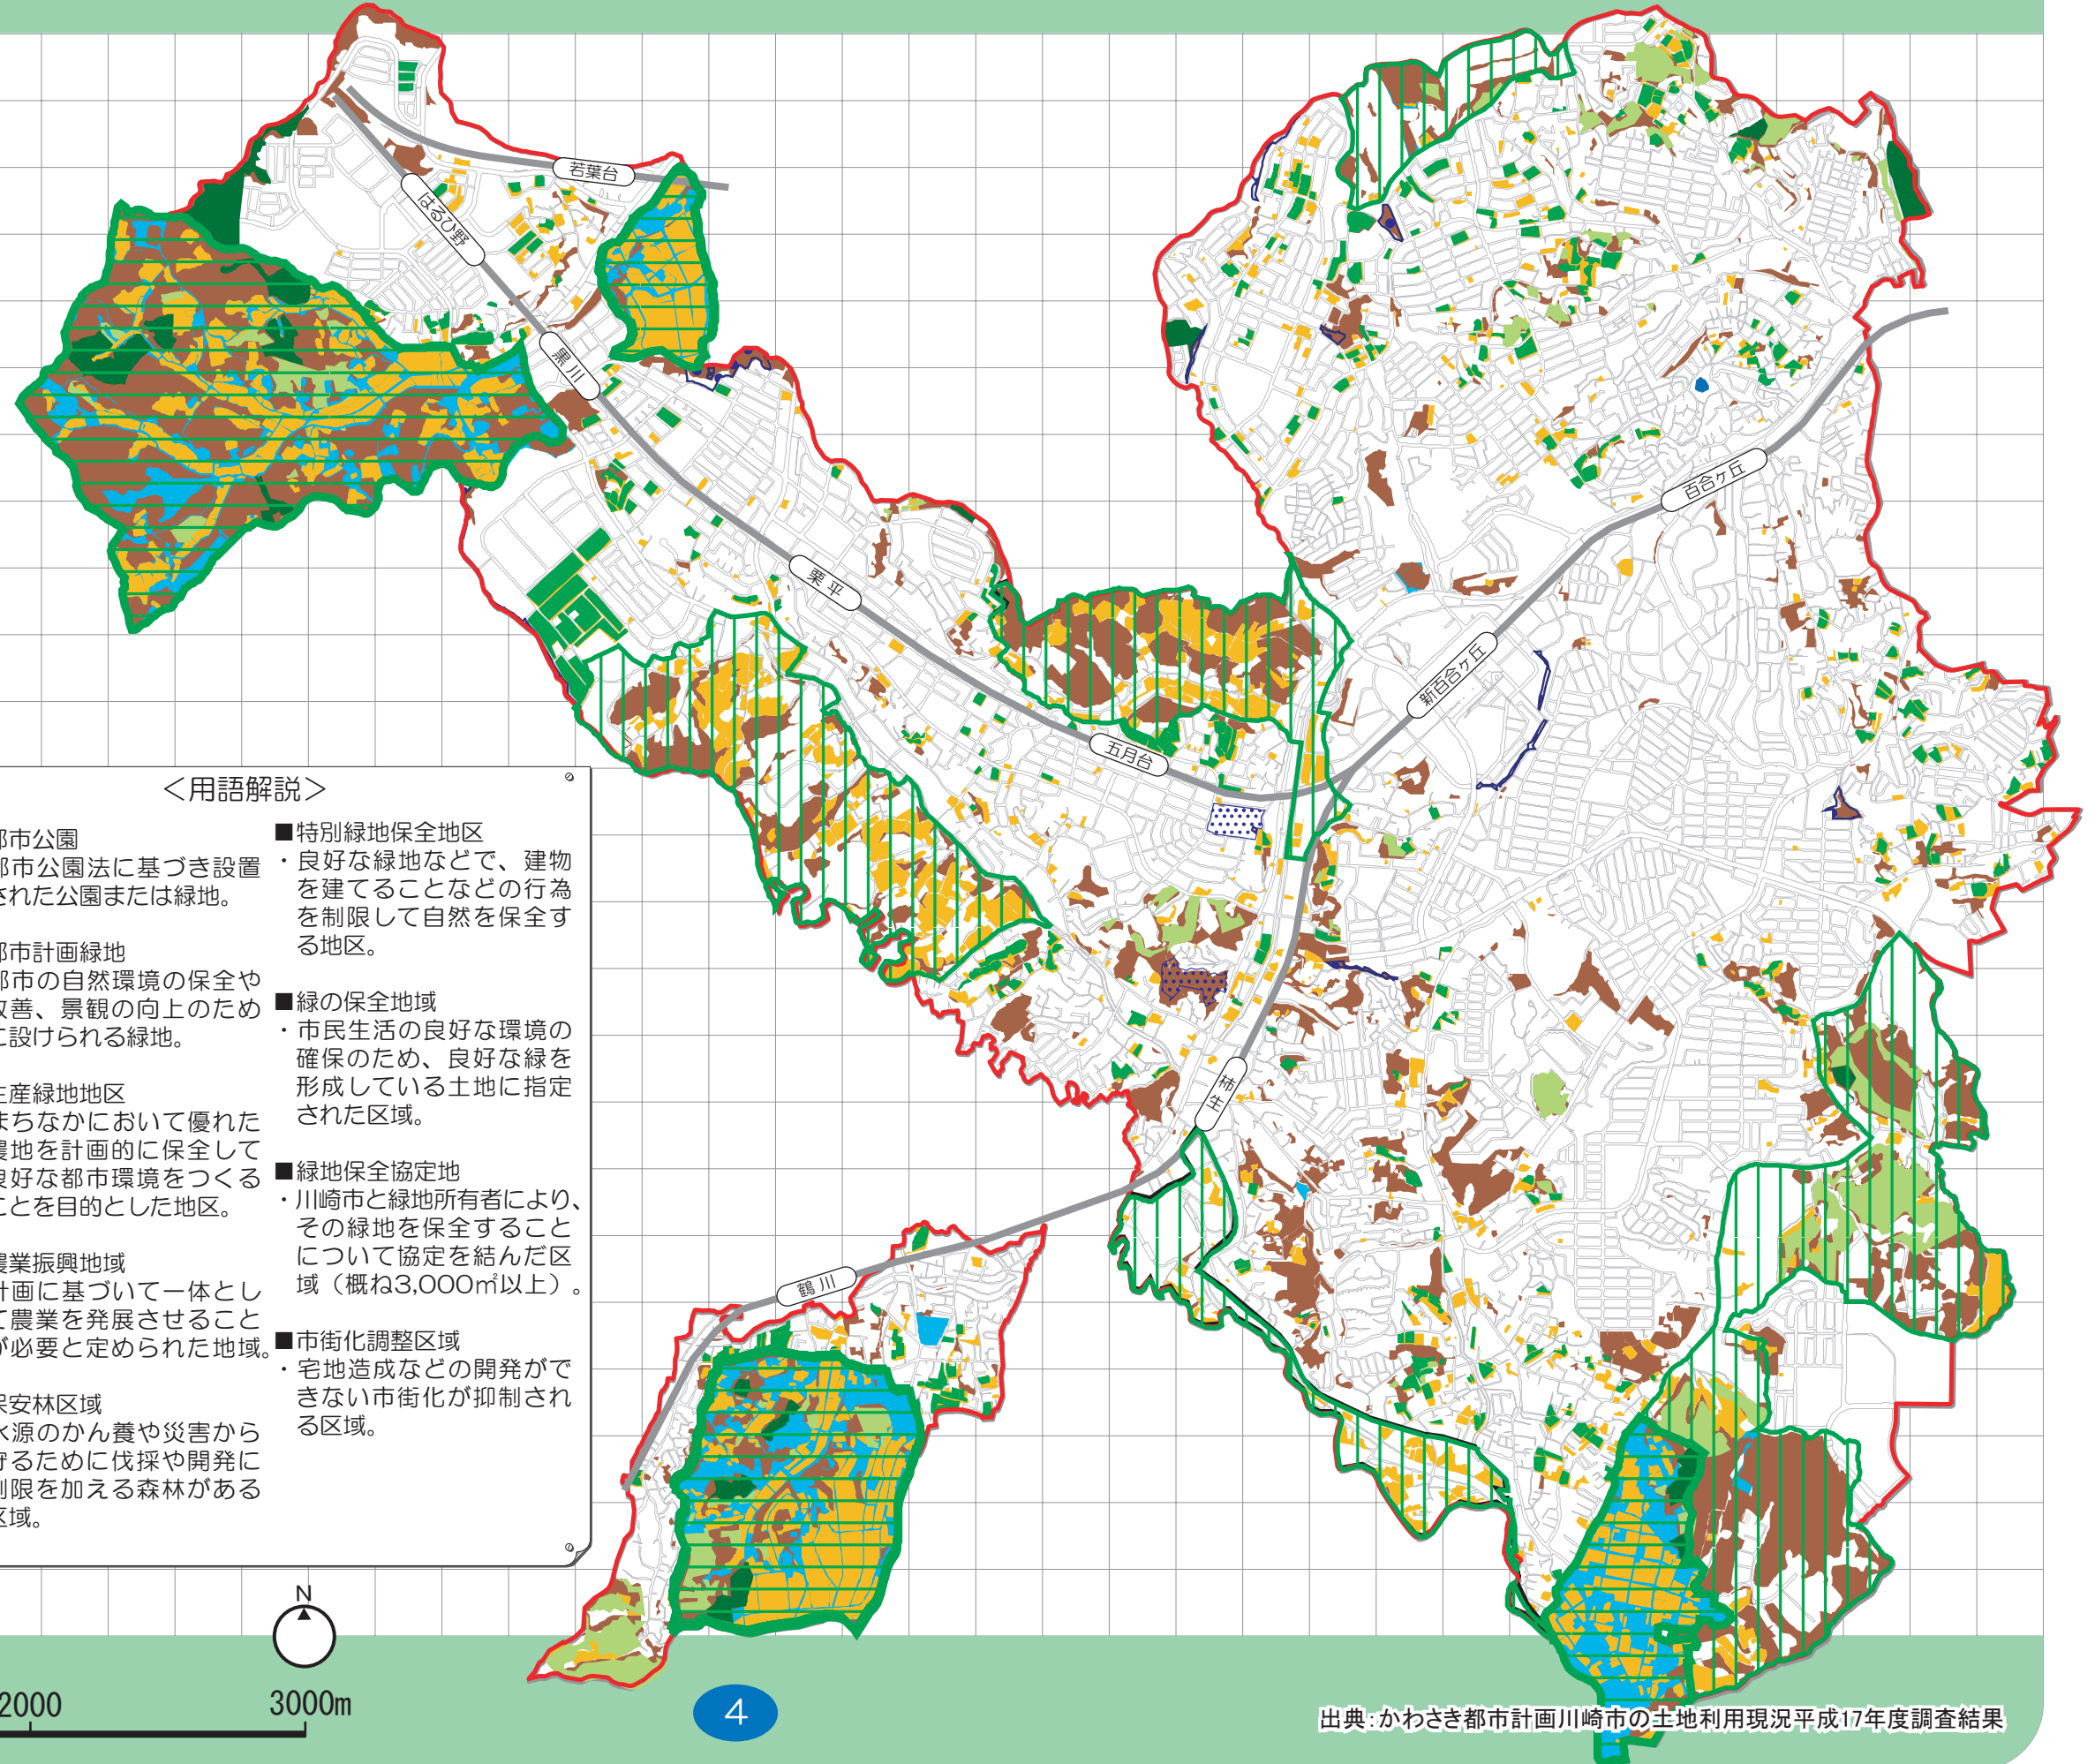 若葉台
はるひ野
黒川
栗平
五月台
百合ヶ丘
新百合ヶ丘
柿生
鶴川
＜用語解説＞
都市公園
都市公園法に基づき設置
された公園または緑地。
都市計画緑地
都市の自然環境の保全や
改善、景観の向上のため
に設けられる緑地。
生産緑地地区
まちなかにおいて優れた
農地を計画的に保全して
良好な都市環境をつくる
ことを目的とした地区。
農業振興地域
計画に基づいて一体とし
て農業を発展させること
が必要と定められた地域。
保安林区域
水源のかん養や災害から
守るために伐採や開発に
制限を加える森林がある
区域。
■特別緑地保全地区
・良好な緑地などで、建物
を建てることなどの行為
を制限して自然を保全す
る地区。
■緑の保全地域
・市民生活の良好な環境の
確保のため、良好な緑を
形成している土地に指定
された区域。
■緑地保全協定地
・川崎市と緑地所有者により、
その緑地を保全すること
について協定を結んだ区
域（概ね3,000㎡以上）。
■市街化調整区域
・宅地造成などの開発がで
きない市街化が抑制され
る区域。
N
2000
3000m
4
出典：かわさき都市計画川崎市の土地利用現況平成17年度調査結果